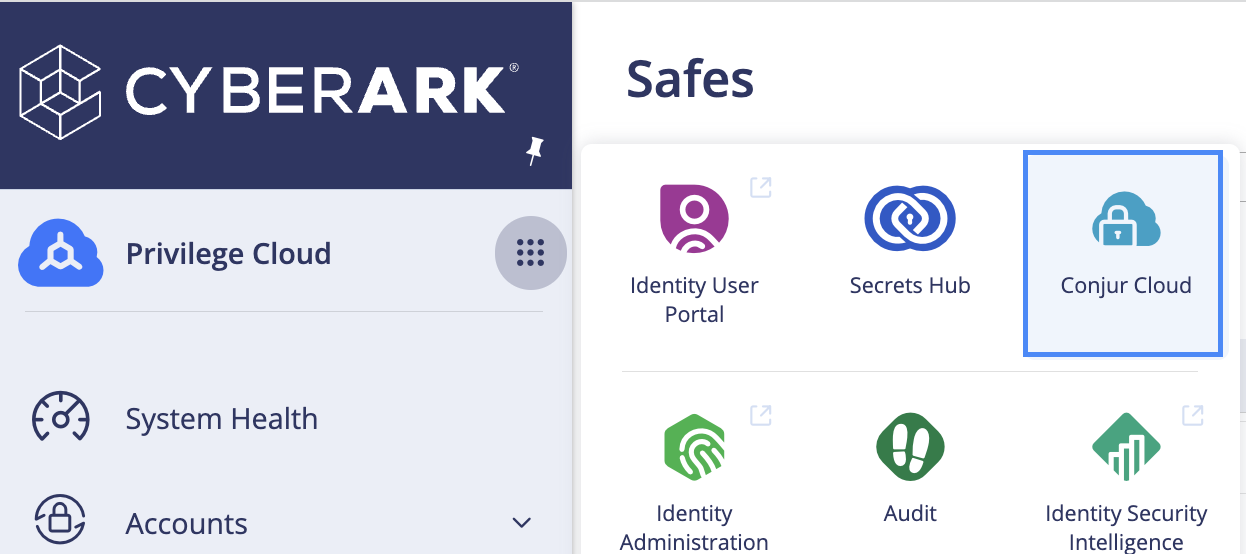 CYBERARK®
Safes
Privilege Cloud
System Health
Accounts
Identity User
Portal
Secrets Hub
Conjur Cloud
Identity
Administration
Audit
Identity Security
Intelligence